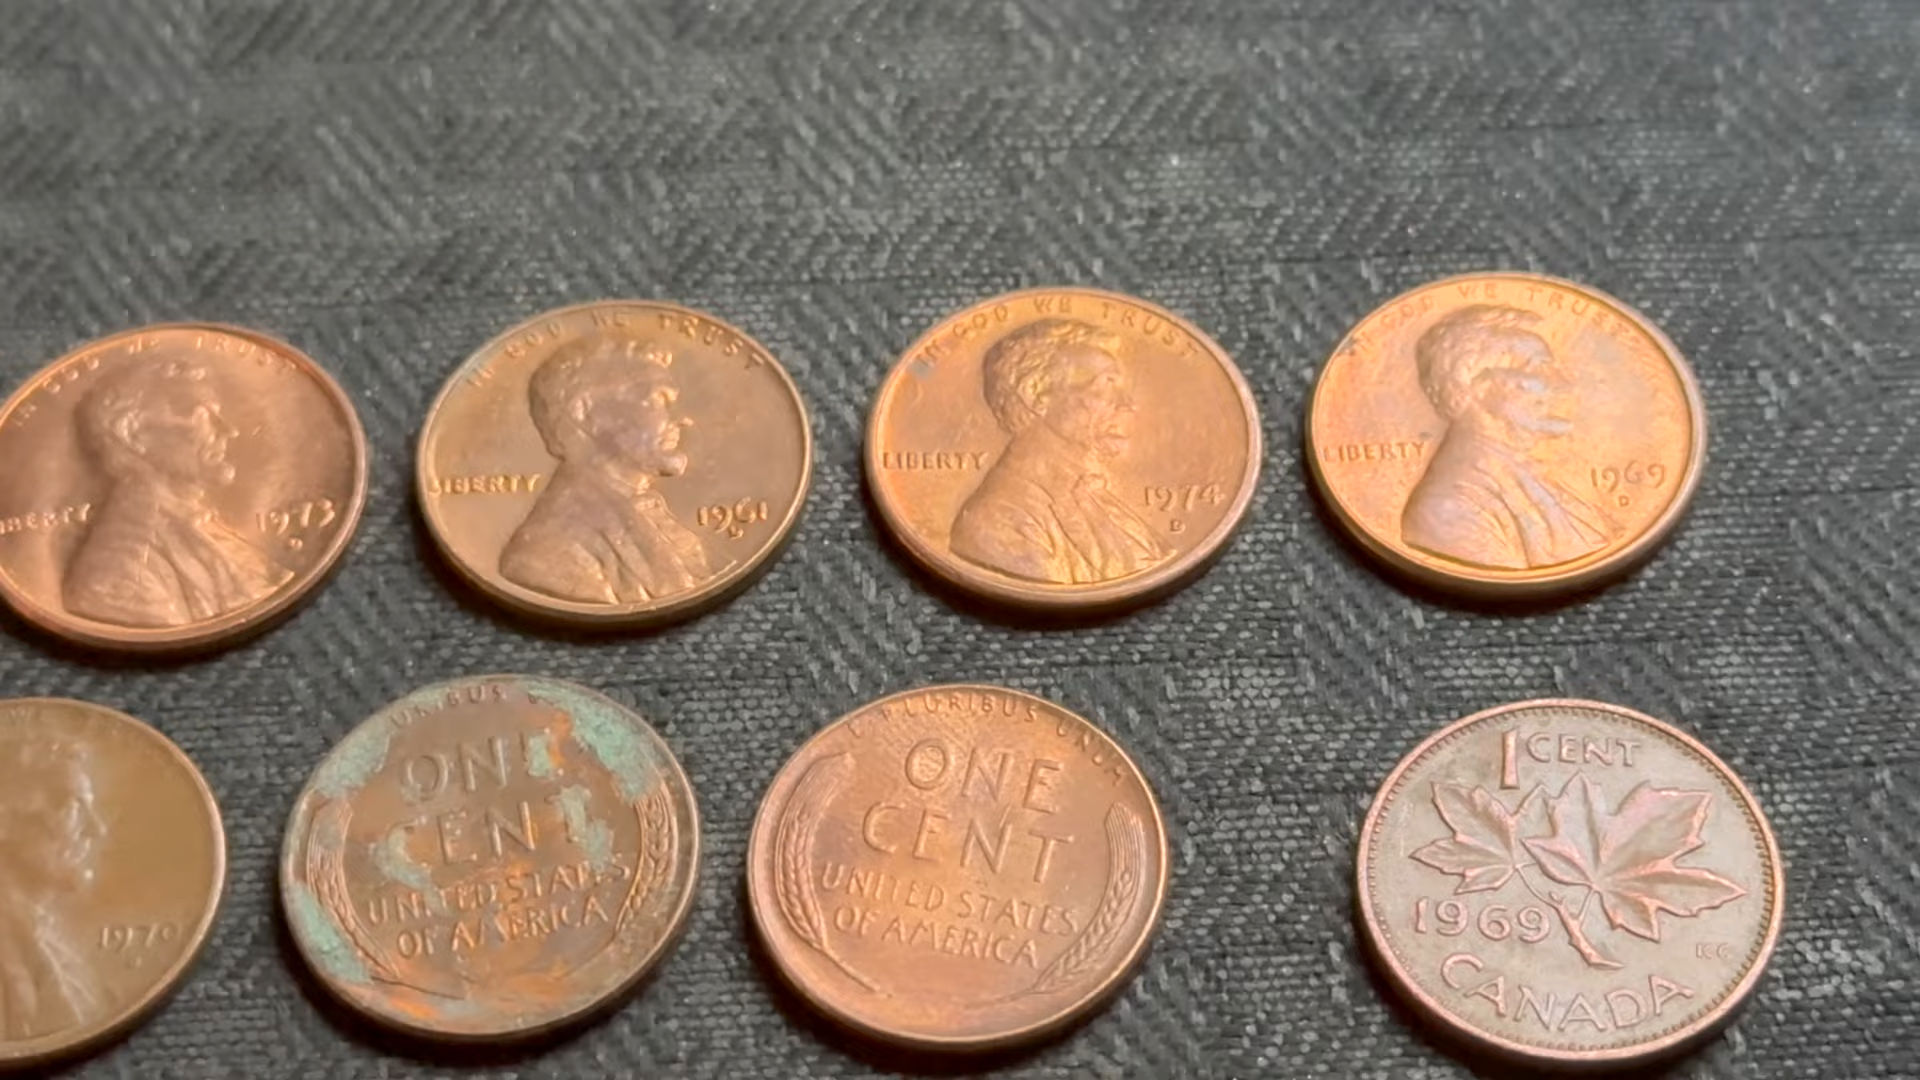 IN GOD WE TRUST
LIBERTY
1973
D
IN GOD WE TRUST
LIBERTY
1961
D
IN GOD WE TRUST
LIBERTY
1974
D
IN GOD WE TRUST
LIBERTY
1969
D
WE
1970
URIBUS
ONE
CENT
UNITED STATES
OF AMERICA
E PLURIBUS UNUM
ONE
CENT
UNITED STATES
OF AMERICA
1 CENT
1969
KG
CANADA